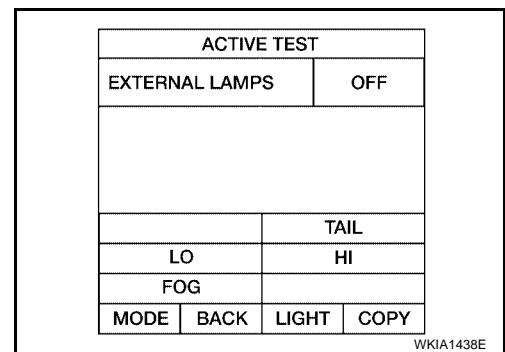 ACTIVE TEST
EXTERNAL LAMPS OFF
TAIL
LO HI
FOG
MODE BACK LIGHT COPY
WKIA1438E